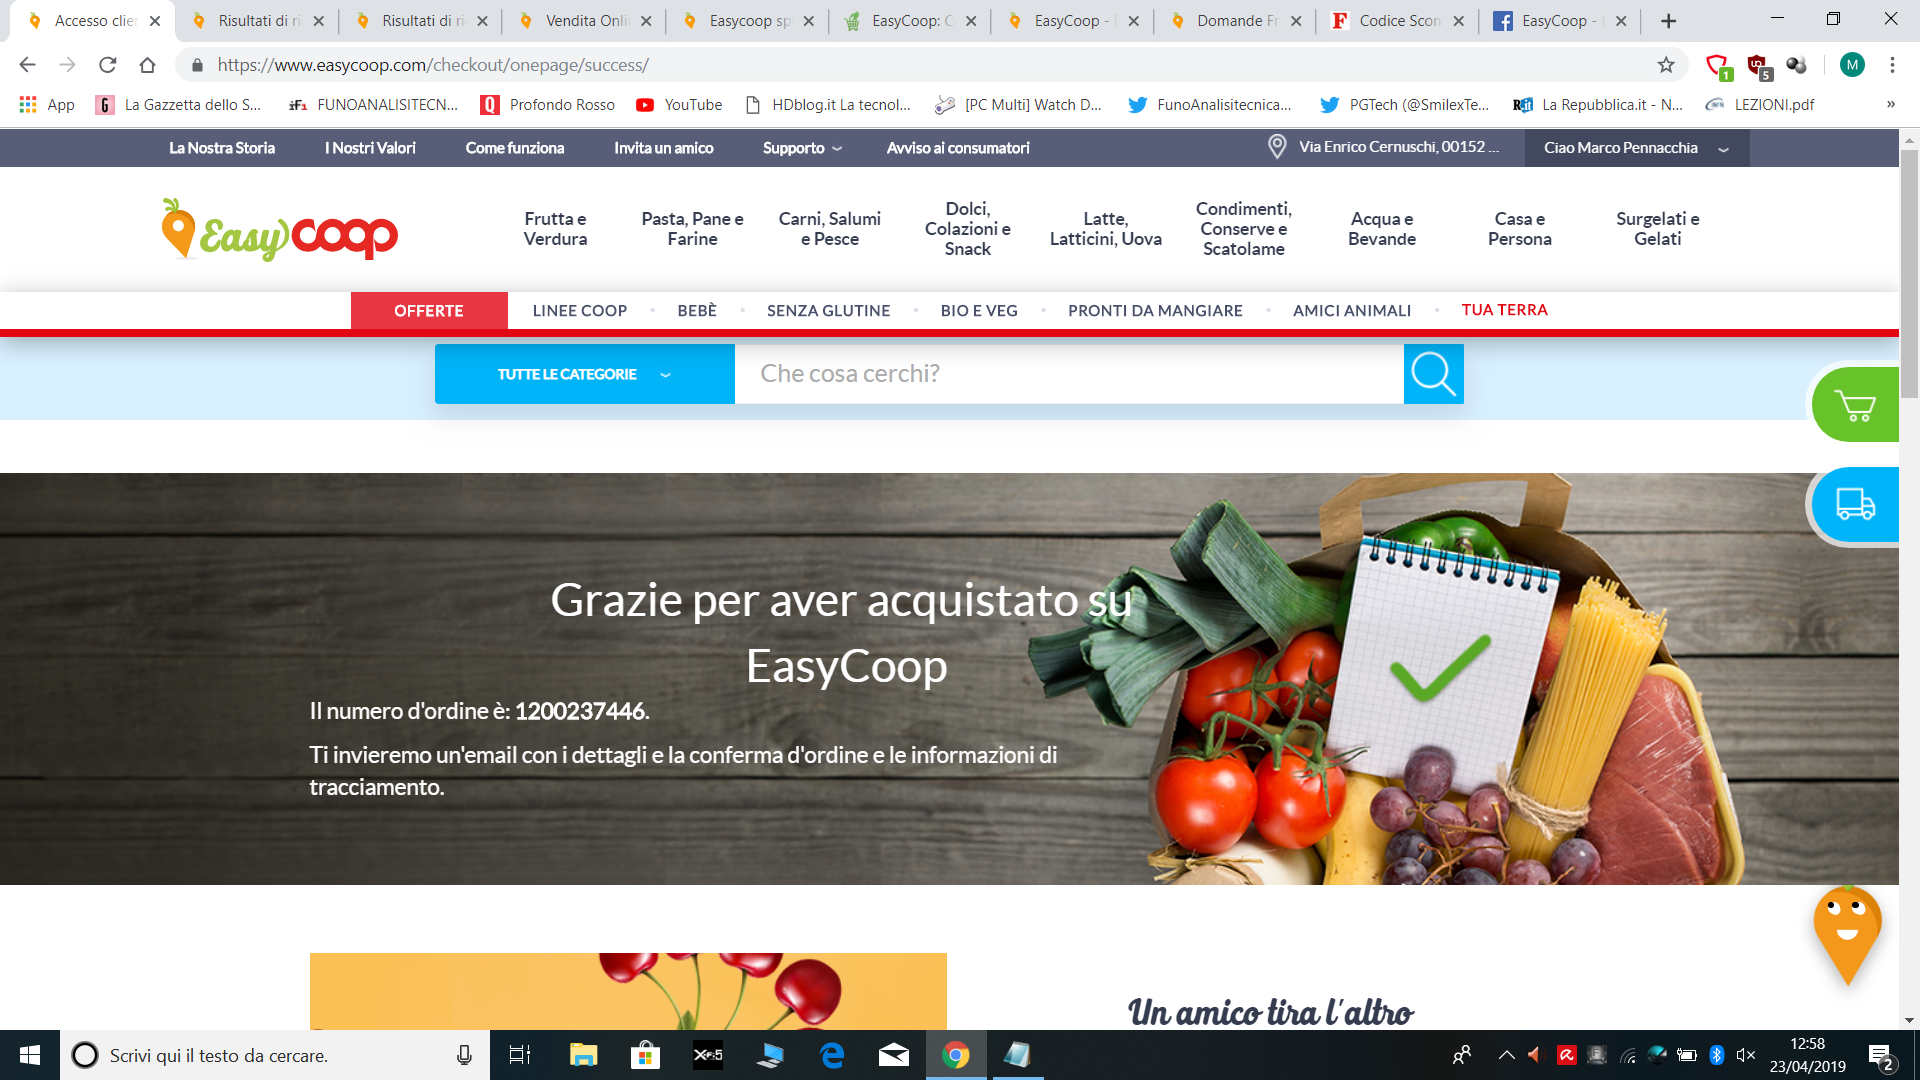 Accesso clien
Risultati di ri
Risultati di ri
Vendita Onli
Easycoop sp
EasyCoop: C
EasyCoop -
Domande Fr
Codice Scon
EasyCoop -
https://www.easycoop.com/checkout/onepage/success/
1
5
M
App
La Gazzetta dello S...
FUNOANALISITECN...
Profondo Rosso
YouTube
HDblog.it La tecnol...
[PC Multi] Watch D...
FunoAnalisitecnica...
PGTech (@SmilexTe...
La Repubblica.it - N...
LEZIONI.pdf
»
La Nostra Storia
I Nostri Valori
Come funziona
Invita un amico
Supporto
Avviso ai consumatori
Via Enrico Cernuschi, 00152 ...
Ciao Marco Pennacchia
Easy coop
Frutta e
Verdura
Pasta, Pane e
Farine
Carni, Salumi
e Pesce
Dolci,
Colazioni e
Snack
Latte,
Latticini, Uova
Condimenti,
Conserve e
Scatolame
Acqua e
Bevande
Casa e
Persona
Surgelati e
Gelati
OFFERTE
LINEE COOP
BEBÈ
SENZA GLUTINE
BIO E VEG
PRONTI DA MANGIARE
AMICI ANIMALI
TUA TERRA
TUTTE LE CATEGORIE
Che cosa cerchi?
Grazie per aver acquistato su
EasyCoop
Il numero d'ordine è: 1200237446.
Ti invieremo un'email con i dettagli e la conferma d'ordine e le informazioni di
tracciamento.
Un amico tira l'altro
Scrivi qui il testo da cercare.
12:58
23/04/2019
2